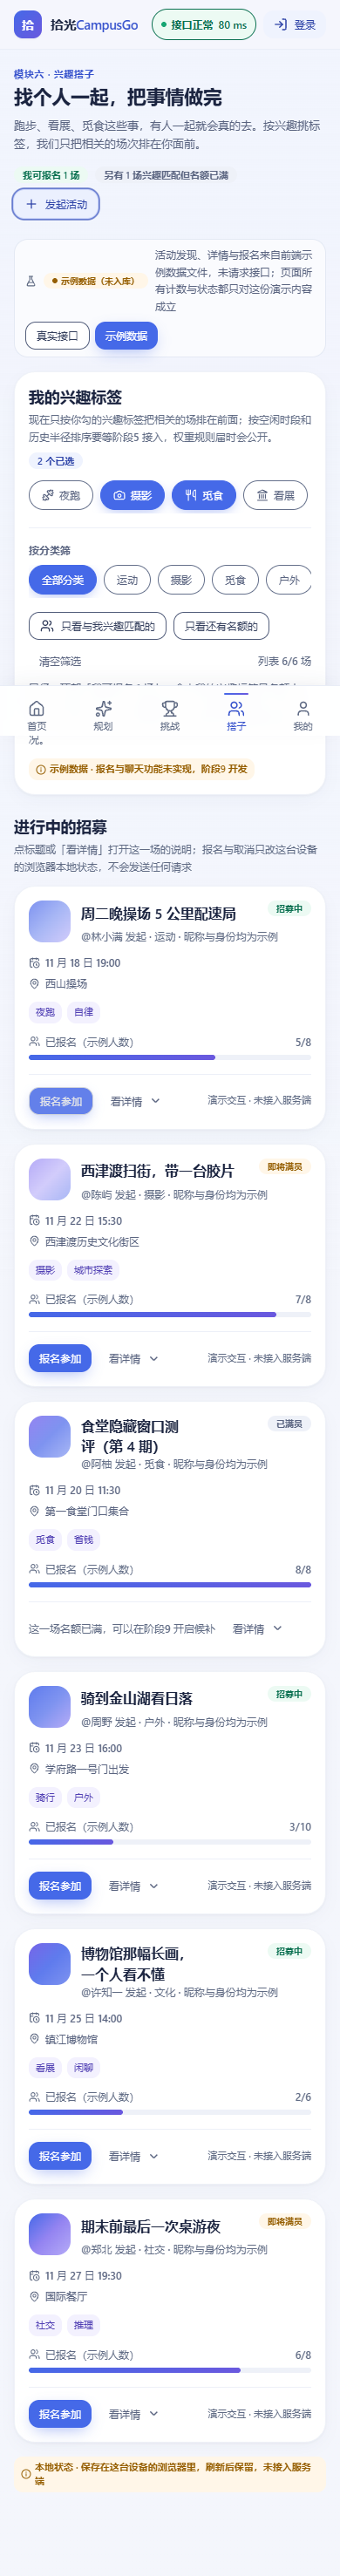 拾
拾光CampusGo
接口正常 80 ms
登录
模块六 · 兴趣搭子
找个人一起，把事情做完
跑步、看展、觅食这些事，有人一起就会真的去。按兴趣挑标
签，我们只把相关的场次排在你面前。
我可报名 1 场
另有 1 场兴趣匹配但名额已满
发起活动
示例数据（未入库）
活动发现、详情与报名来自前端示
例数据文件，未请求接口；页面所
有计数与状态都只对这份演示内容
成立
真实接口
示例数据
我的兴趣标签
现在只按你勾的兴趣标签把相关的场排在前面；按空闲时段和
历史半径排序要等阶段5 接入，权重规则届时会公开。
2 个已选
夜跑
摄影
觅食
看展
按分类筛
全部分类
运动
摄影
觅食
户外
只看与我兴趣匹配的
只看还有名额的
清空筛选
列表 6/6 场
首页
规划
挑战
搭子
我的
况。
示例数据 · 报名与聊天功能未实现，阶段9 开发
进行中的招募
点标题或「看详情」打开这一场的说明；报名与取消只改这台设备
的浏览器本地状态，不会发送任何请求
周二晚操场 5 公里配速局
招募中
@林小满 发起 · 运动 · 昵称与身份均为示例
11 月 18 日 19:00
西山操场
夜跑
自律
已报名（示例人数）
5/8
报名参加
看详情
演示交互 · 未接入服务端
西津渡扫街，带一台胶片
即将满员
@陈屿 发起 · 摄影 · 昵称与身份均为示例
11 月 22 日 15:30
西津渡历史文化街区
摄影
城市探索
已报名（示例人数）
7/8
报名参加
看详情
演示交互 · 未接入服务端
食堂隐藏窗口测
评（第 4 期）
已满员
@阿柚 发起 · 觅食 · 昵称与身份均为示例
11 月 20 日 11:30
第一食堂门口集合
觅食
省钱
已报名（示例人数）
8/8
这一场名额已满，可以在阶段9 开启候补
看详情
骑到金山湖看日落
招募中
@周野 发起 · 户外 · 昵称与身份均为示例
11 月 23 日 16:00
学府路一号门出发
骑行
户外
已报名（示例人数）
3/10
报名参加
看详情
演示交互 · 未接入服务端
博物馆那幅长画，
一个人看不懂
招募中
@许知一 发起 · 文化 · 昵称与身份均为示例
11 月 25 日 14:00
镇江博物馆
看展
闲聊
已报名（示例人数）
2/6
报名参加
看详情
演示交互 · 未接入服务端
期末前最后一次桌游夜
即将满员
@郑北 发起 · 社交 · 昵称与身份均为示例
11 月 27 日 19:30
国际餐厅
社交
推理
已报名（示例人数）
6/8
报名参加
看详情
演示交互 · 未接入服务端
本地状态 · 保存在这台设备的浏览器里，刷新后保留，未接入服务
端